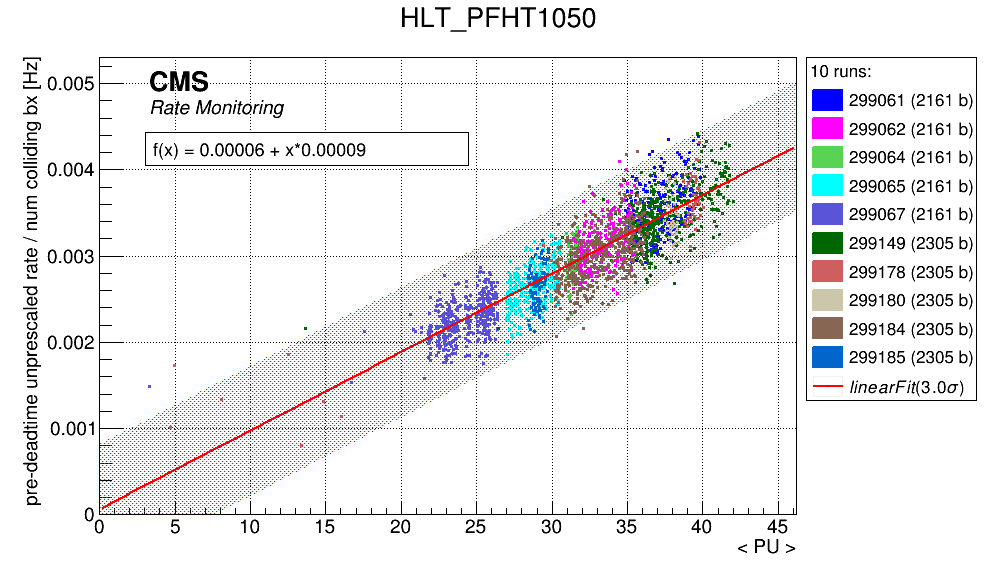 HLT_PFHT1050
pre-deadtime unprescaled rate / num colliding bx [Hz]
0.005
0.004
0.003
0.002
0.001
0
CMS
Rate Monitoring
f(x) = 0.00006 + x*0.00009
0 5 10 15 20 25 30 35 40 45
< PU >
10 runs:
299061 (2161 b)
299062 (2161 b)
299064 (2161 b)
299065 (2161 b)
299067 (2161 b)
299149 (2305 b)
299178 (2305 b)
299180 (2305 b)
299184 (2305 b)
299185 (2305 b)
linearFit(3.0σ)